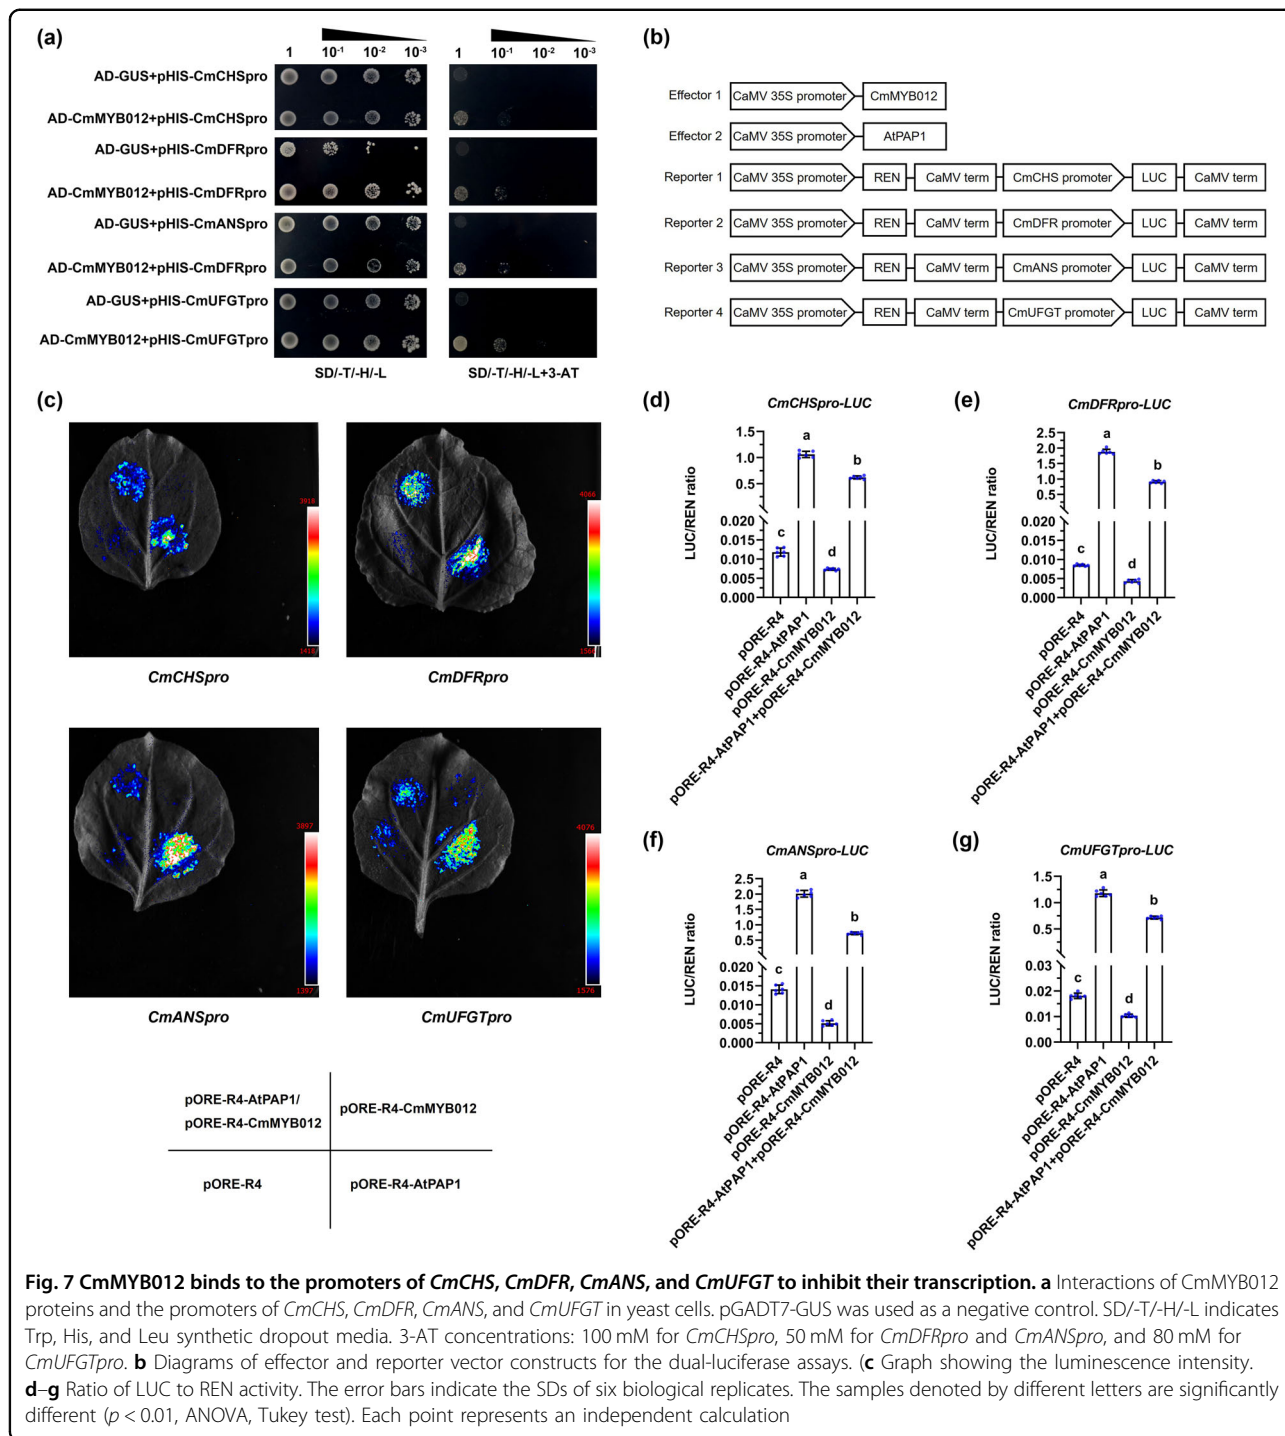 (a)
1 10-1 10-2 10-3 1 10-1 10-2 10-3
AD-GUS+pHIS-CmCHSpro
AD-CmMYB012+pHIS-CmCHSpro
AD-GUS+pHIS-CmDFRpro
AD-CmMYB012+pHIS-CmDFRpro
AD-GUS+pHIS-CmANSpro
AD-CmMYB012+pHIS-CmDFRpro
AD-GUS+pHIS-CmUFGTpro
AD-CmMYB012+pHIS-CmUFGTpro
SD/-T/-H/-L SD/-T/-H/-L+3-AT
(b)
Effector 1 CaMV 35S promoter CmMYB012
Effector 2 CaMV 35S promoter AtPAP1
Reporter 1 CaMV 35S promoter REN CaMV term CmCHS promoter LUC CaMV term
Reporter 2 CaMV 35S promoter REN CaMV term CmDFR promoter LUC CaMV term
Reporter 3 CaMV 35S promoter REN CaMV term CmANS promoter LUC CaMV term
Reporter 4 CaMV 35S promoter REN CaMV term CmUFGT promoter LUC CaMV term
(c)
3918
1418
CmCHSpro
4066
1566
CmDFRpro
3897
1397
CmANSpro
4076
1576
CmUFGTpro
pORE-R4-AtPAP1/
pORE-R4-CmMYB012
pORE-R4-CmMYB012
pORE-R4
pORE-R4-AtPAP1
(d)
CmCHSpro-LUC
LUC/REN ratio
1.5
1.0
0.5
0.020
0.015
0.010
0.005
0.000
c a d b
pORE-R4
pORE-R4-AtPAP1
pORE-R4-CmMYB012
pORE-R4-AtPAP1+pORE-R4-CmMYB012
(e)
CmDFRpro-LUC
LUC/REN ratio
2.5
2.0
1.5
1.0
0.5
0.020
0.015
0.010
0.005
0.000
c a d b
pORE-R4
pORE-R4-AtPAP1
pORE-R4-CmMYB012
pORE-R4-AtPAP1+pORE-R4-CmMYB012
(f)
CmANSpro-LUC
LUC/REN ratio
2.5
2.0
1.5
1.0
0.5
0.020
0.015
0.010
0.005
0.000
c a d b
pORE-R4
pORE-R4-AtPAP1
pORE-R4-CmMYB012
pORE-R4-AtPAP1+pORE-R4-CmMYB012
(g)
CmUFGTpro-LUC
LUC/REN ratio
1.5
1.0
0.5
0.03
0.02
0.01
0.00
c a d b
pORE-R4
pORE-R4-AtPAP1
pORE-R4-CmMYB012
pORE-R4-AtPAP1+pORE-R4-CmMYB012
Fig. 7 CmMYB012 binds to the promoters of CmCHS, CmDFR, CmANS, and CmUFGT to inhibit their transcription. a Interactions of CmMYB012
proteins and the promoters of CmCHS, CmDFR, CmANS, and CmUFGT in yeast cells. pGADT7-GUS was used as a negative control. SD/-T/-H/-L indicates
Trp, His, and Leu synthetic dropout media. 3-AT concentrations: 100 mM for CmCHSpro, 50 mM for CmDFRpro and CmANSpro, and 80 mM for
CmUFGTpro. b Diagrams of effector and reporter vector constructs for the dual-luciferase assays. (c Graph showing the luminescence intensity.
d–g Ratio of LUC to REN activity. The error bars indicate the SDs of six biological replicates. The samples denoted by different letters are significantly
different (p < 0.01, ANOVA, Tukey test). Each point represents an independent calculation